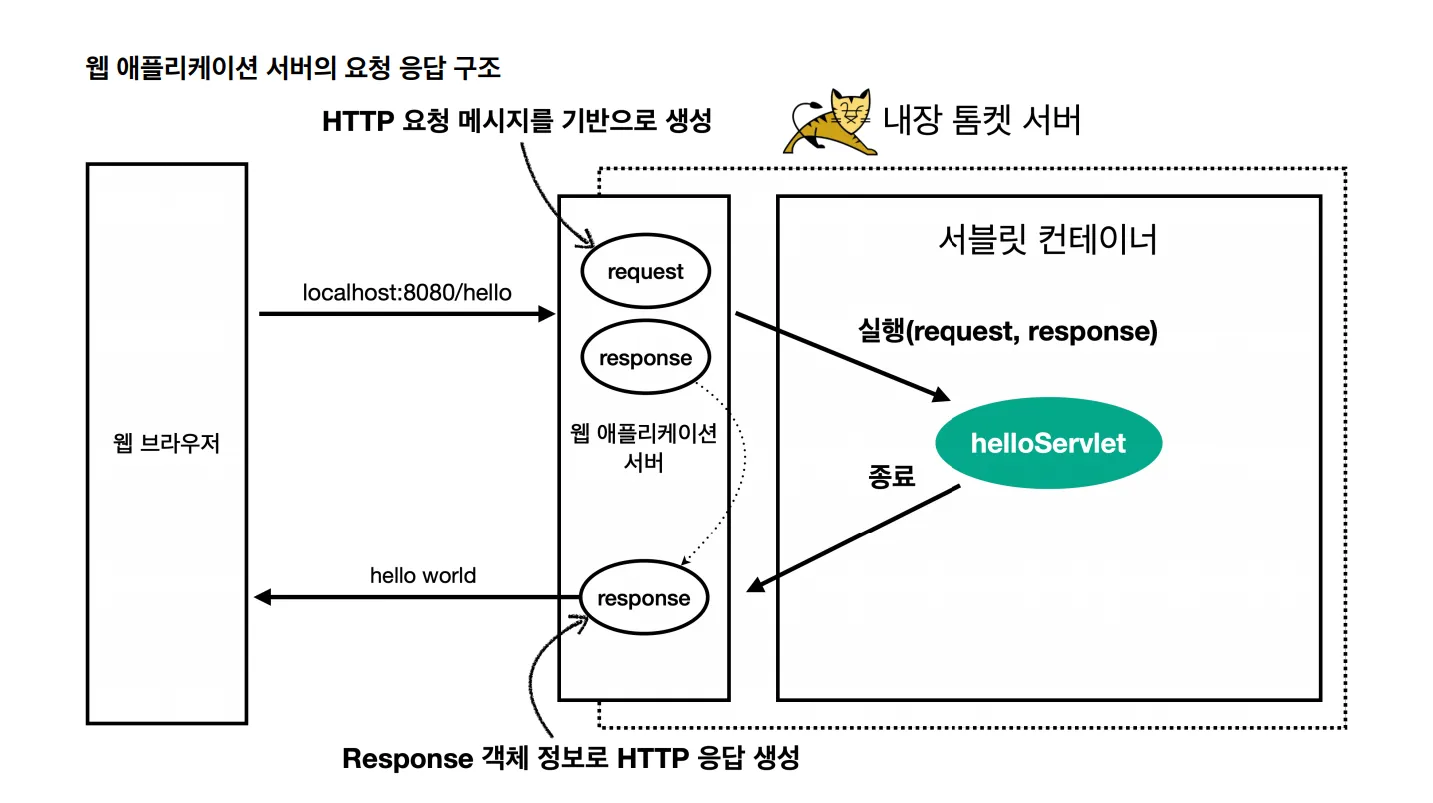 웹 애플리케이션 서버의 요청 응답 구조
HTTP 요청 메시지를 기반으로 생성
내장 톰켓 서버
서블릿 컨테이너
request
localhost:8080/hello
실행(request, response)
response
웹 애플리케이션
서버
웹 브라우저
helloServlet
종료
hello world
response
Response 객체 정보로 HTTP 응답 생성